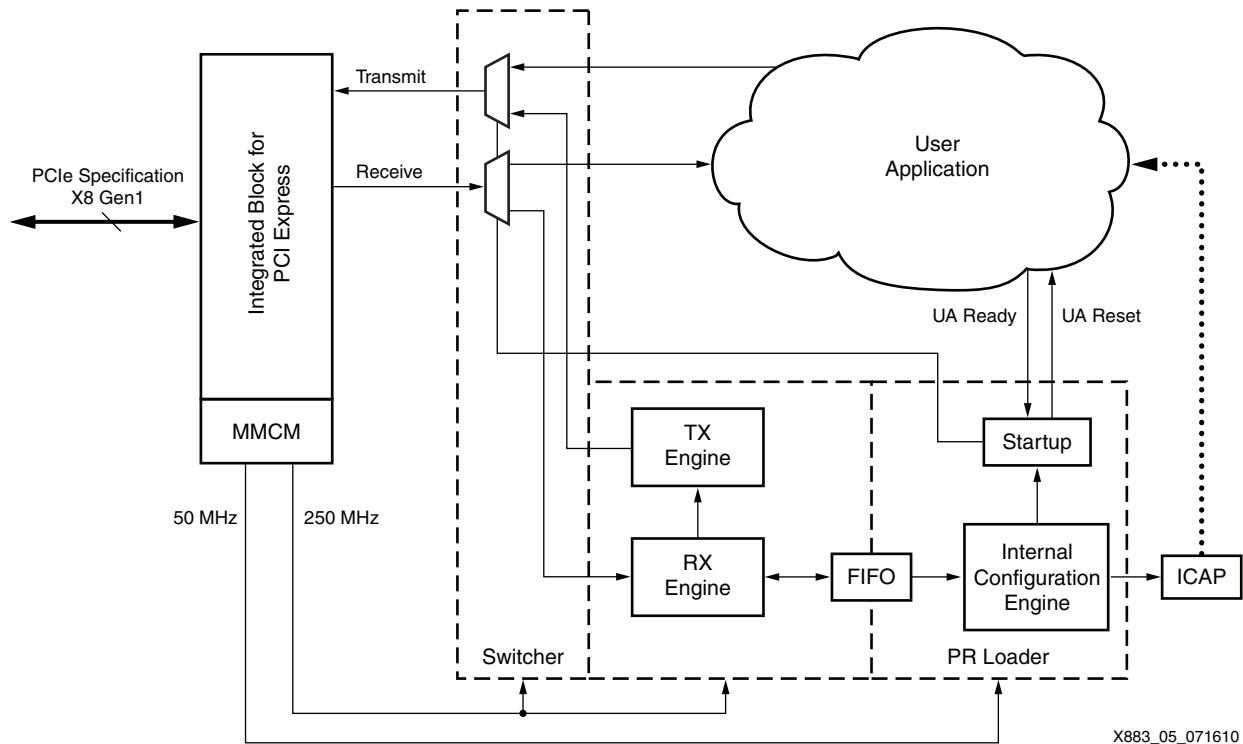 Transmit
User
Application
PCIe Specification
X8 Gen1
Integrated Block for
PCI Express
Receive
UA Ready
UA Reset
MMCM
TX
Engine
Startup
50 MHz
250 MHz
RX
Engine
FIFO
Internal
Configuration
Engine
ICAP
Switcher
PR Loader
X883_05_071610